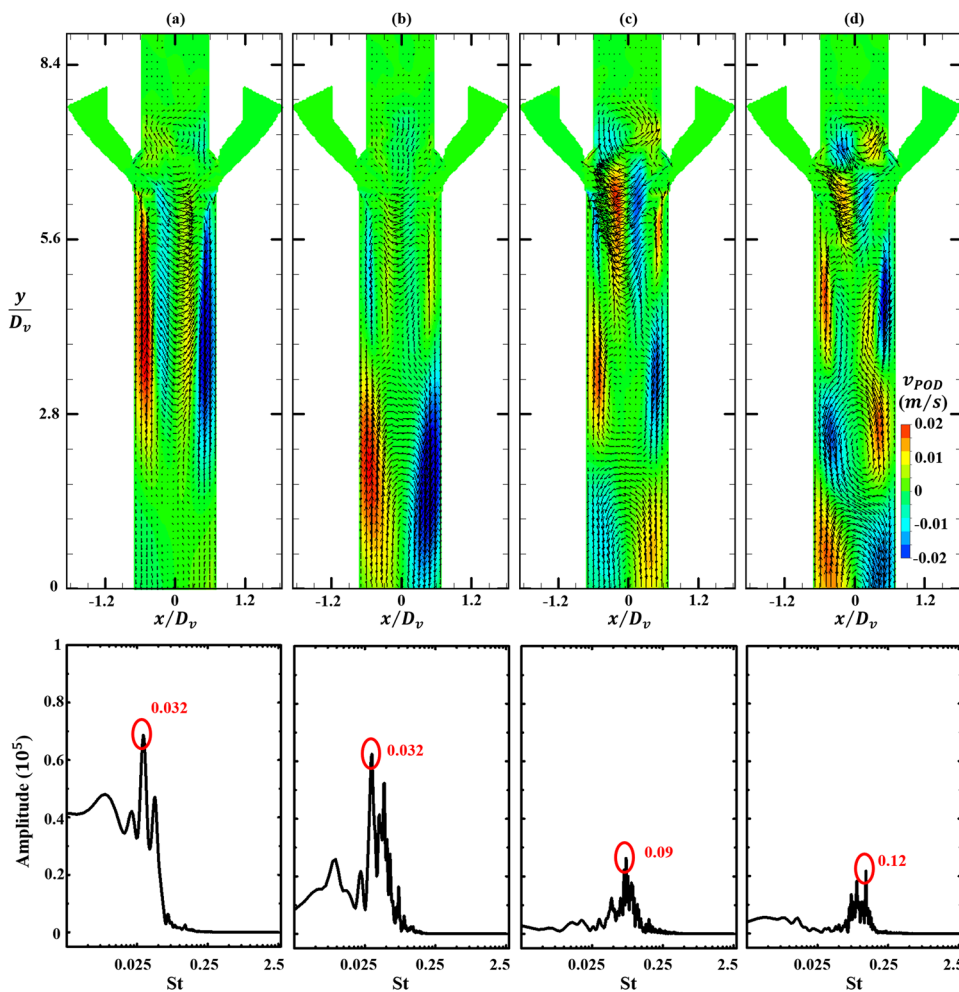 (a) (b) (c) (d)
8.4
5.6
y
D_v
2.8
0
v_POD
(m/s)
0.02
0.01
0
-0.01
-0.02
-1.2 0 1.2 -1.2 0 1.2 -1.2 0 1.2 -1.2 0 1.2
x/D_v x/D_v x/D_v x/D_v
1
0.8
0.6
0.4
0.2
0
Amplitude (10⁵)
0.032
0.032
0.09
0.12
0.025 0.25 2.5 0.025 0.25 2.5 0.025 0.25 2.5 0.025 0.25 2.5
St St St St